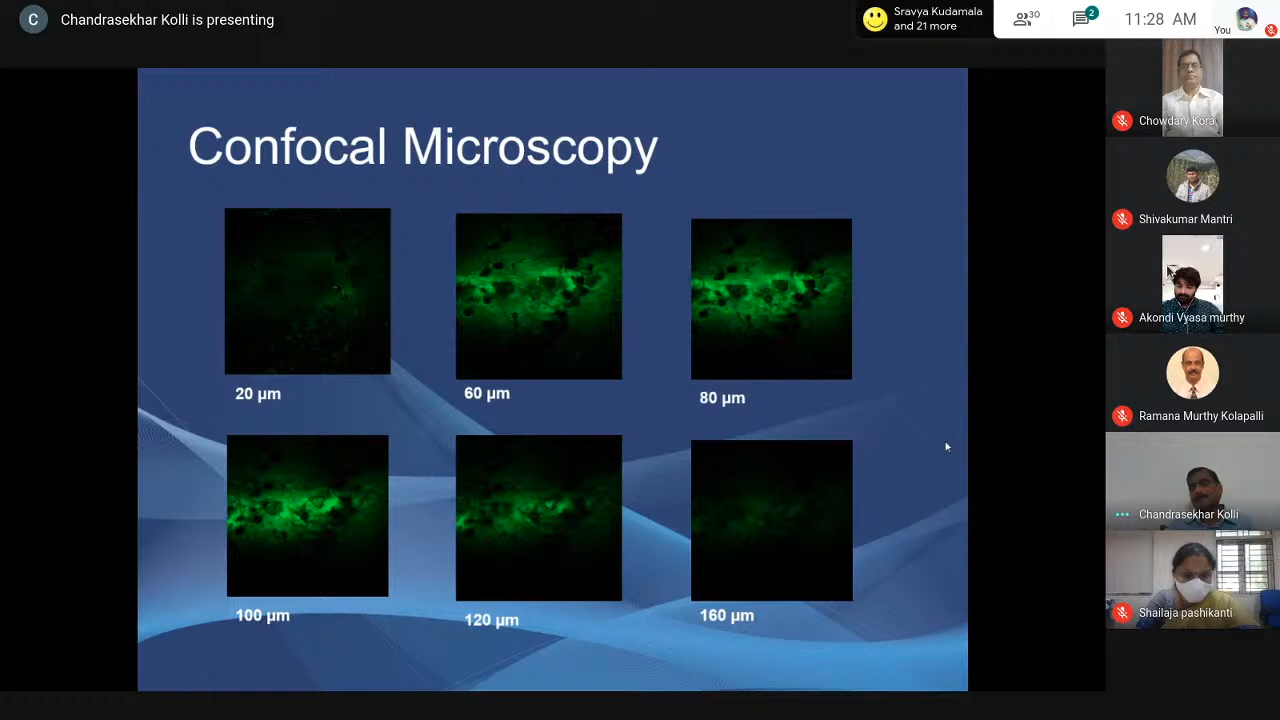 C
Chandrasekhar Kolli is presenting
Sravya Kudamala
and 21 more
30
2
11:28 AM
You
Confocal Microscopy
20 µm
60 µm
80 µm
100 µm
120 µm
160 µm
Chowdary Kora
Shivakumar Mantri
Akondi Vyasa murthy
Ramana Murthy Kolapalli
Chandrasekhar Kolli
Shailaja pashikanti